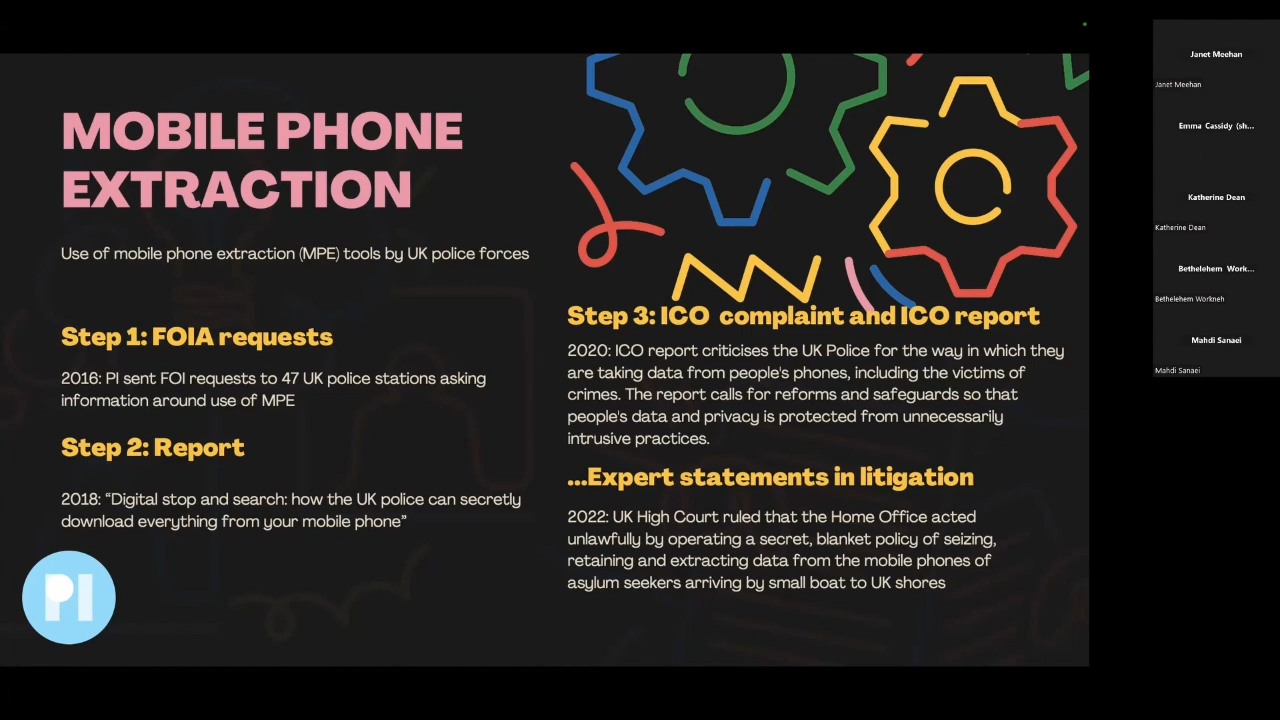 MOBILE PHONE
EXTRACTION
Use of mobile phone extraction (MPE) tools by UK police forces
Step 1: FOIA requests
2016: PI sent FOI requests to 47 UK police stations asking
information around use of MPE
Step 2: Report
2018: “Digital stop and search: how the UK police can secretly
download everything from your mobile phone”
PI
Step 3: ICO  complaint and ICO report
2020: ICO report criticises the UK Police for the way in which they
are taking data from people's phones, including the victims of
crimes. The report calls for reforms and safeguards so that
people's data and privacy is protected from unnecessarily
intrusive practices.
...Expert statements in litigation
2022: UK High Court ruled that the Home Office acted
unlawfully by operating a secret, blanket policy of seizing,
retaining and extracting data from the mobile phones of
asylum seekers arriving by small boat to UK shores
Janet Meehan
Janet Meehan
Emma Cassidy (sh...
Katherine Dean
Katherine Dean
Bethelehem Work...
Bethelehem Workneh
Mahdi Sanaei
Mahdi Sanaei